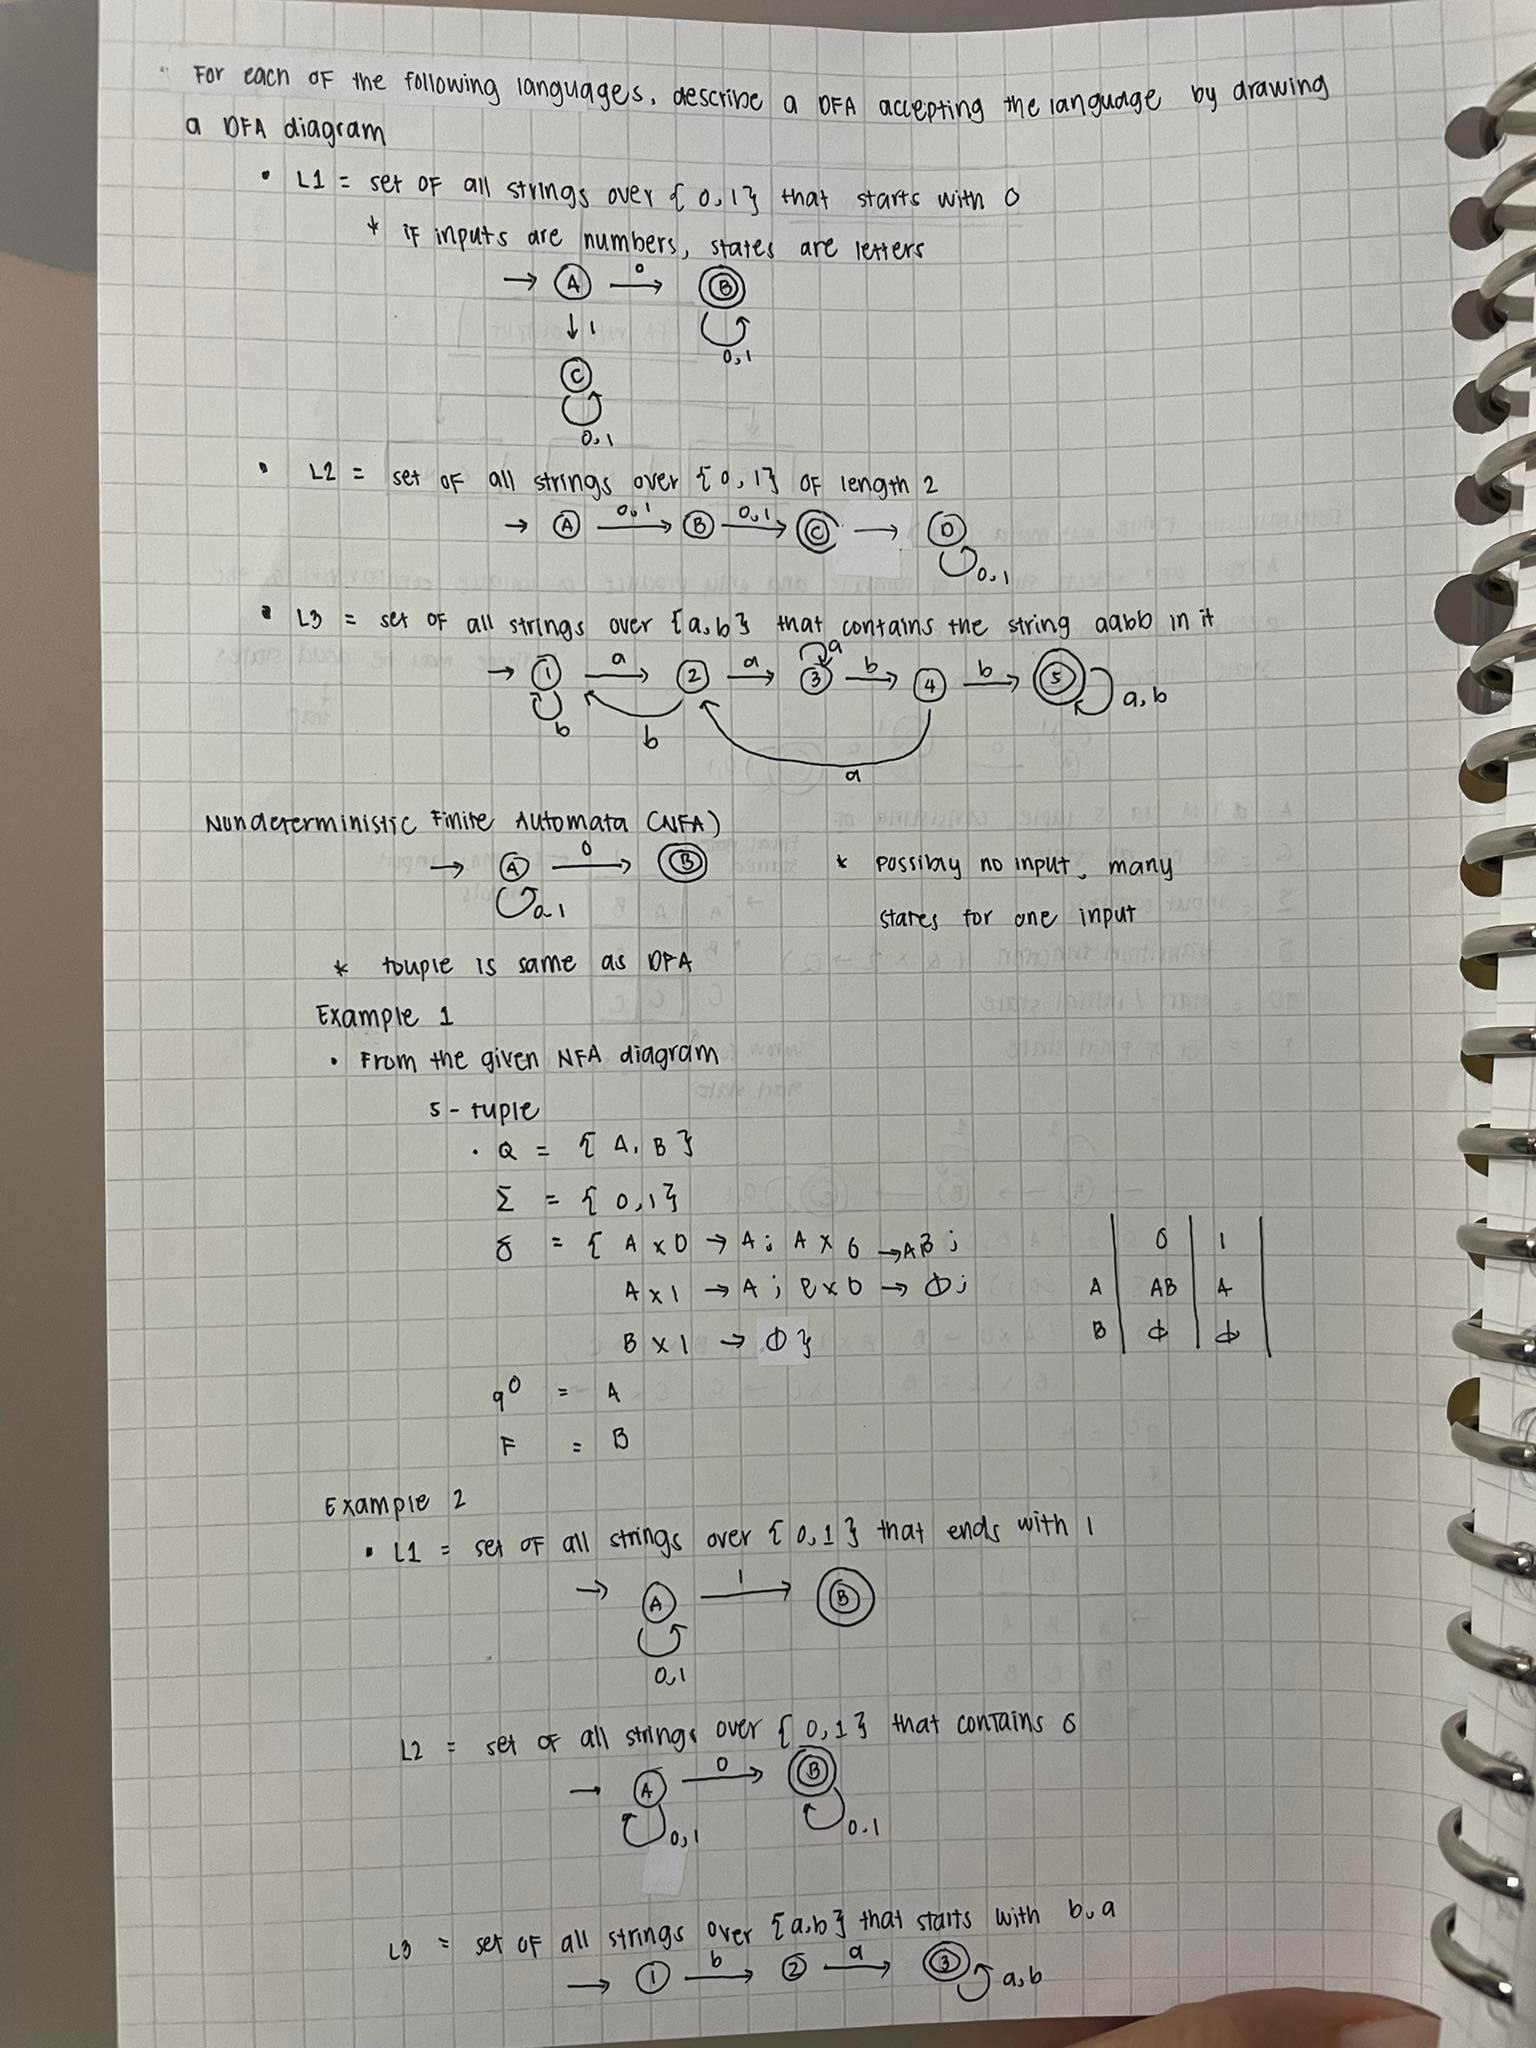 For each of the following languages, describe a DFA accepting the language by drawing
a DFA diagram
• L1 = set of all strings over {0,1} that starts with 0
* if inputs are numbers, states are letters
→ A 0→ B
↓1 0,1
C
0,1
• L2 = set of all strings over {0,1} of length 2
→ A 0,1→ B 0,1→ C → D
0,1
• L3 = set of all strings over {a,b} that contains the string aabb in it
a
→ 1 a→ 2 a→ 3 b→ 4 b→ 5 a,b
b b
a
Nundeterministic Finite Automata (NFA)
→ A 0→ B * possibly no input, many
0,1 states for one input
* touple is same as DFA
Example 1
• From the given NFA diagram
5-tuple
• Q = {A, B}
Σ = {0,1}
δ = { A x 0 → A; A x 0 → AB; 0 1
A x 1 → A; B x 0 → Φ; A AB A
B x 1 → Φ} B Φ Φ
q0 = A
F = B
Example 2
• L1 = set of all strings over {0,1} that ends with 1
→ A 1→ B
0,1
L2 = set of all strings over {0,1} that contains 0
→ A 0→ B
0,1 0,1
L3 = set of all strings over {a,b} that starts with b,a
→ 1 b→ 2 a→ 3 a,b